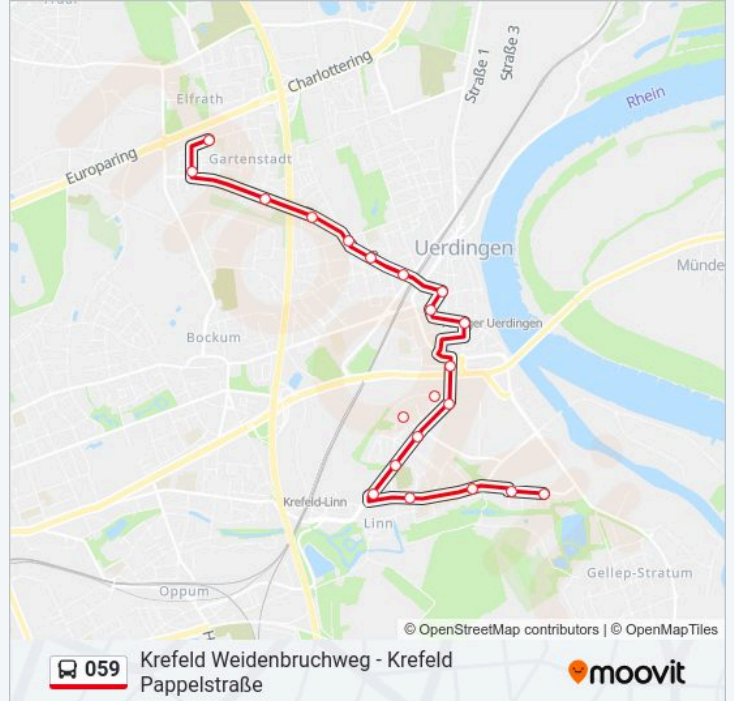 Elfrath
Charlottering
Straße 1
Straße 3
Rhein
Europaring
Gartenstadt
Uerdingen
Münde
ger Uerdingen
Bockum
Krefeld-Linn
Linn
Oppum
Gellep-Stratum
H
© OpenStreetMap contributors | © OpenMapTiles
059
Krefeld Weidenbruchweg - Krefeld
Pappelstraße
moovit